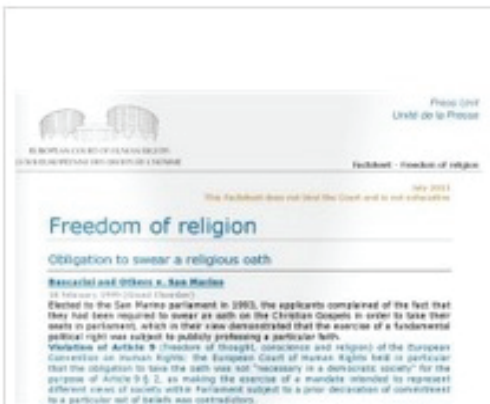 Press Unit
Unité de la Presse
EUROPEAN COURT OF HUMAN RIGHTS
COUR EUROPÉENNE DES DROITS DE L'HOMME
Factsheet – Freedom of religion
July 2013
This Factsheet does not bind the Court and is not exhaustive
Freedom of religion
Obligation to swear a religious oath
Buscarini and Others v. San Marino
18 February 1999 (Grand Chamber)
Elected to the San Marino parliament in 1993, the applicants complained of the fact that
they had been required to swear an oath on the Christian Gospels in order to take their
seats in parliament, which in their view demonstrated that the exercise of a fundamental
political right was subject to publicly professing a particular faith.
Violation of Article 9 (freedom of thought, conscience and religion) of the European
Convention on Human Rights: the European Court of Human Rights held in particular
that the obligation to take the oath was not "necessary in a democratic society" for the
purpose of Article 9 § 2, as making the exercise of a mandate intended to represent
different views of society within Parliament subject to a prior declaration of commitment
to a particular set of beliefs was contradictory.